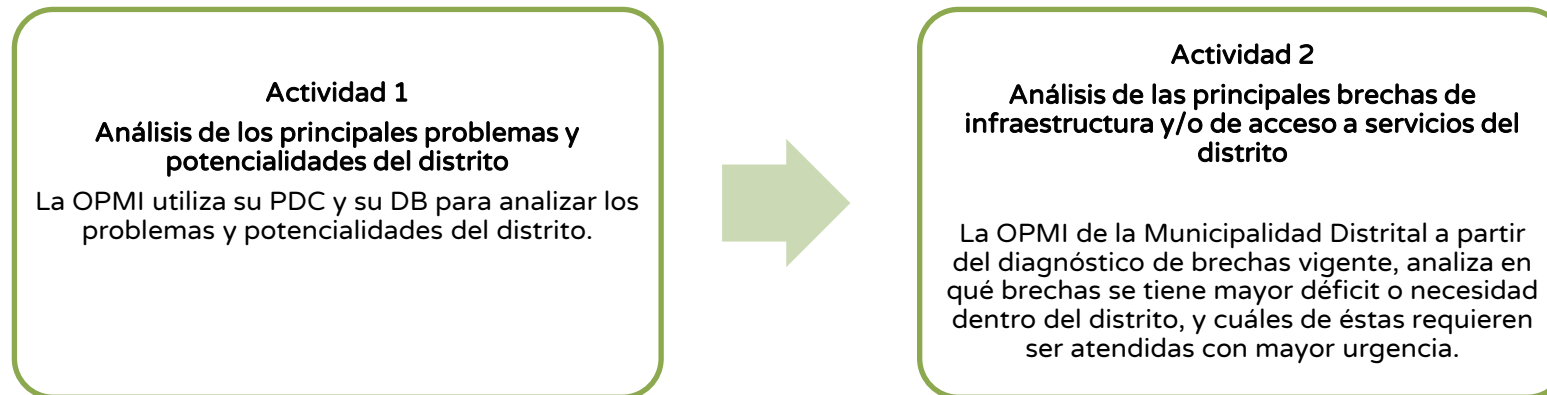 Actividad 1
Análisis de los principales problemas y
potencialidades del distrito
La OPMI utiliza su PDC y su DB para analizar los
problemas y potencialidades del distrito.
Actividad 2
Análisis de las principales brechas de
infraestructura y/o de acceso a servicios del
distrito
La OPMI de la Municipalidad Distrital a partir
del diagnóstico de brechas vigente, analiza en
qué brechas se tiene mayor déficit o necesidad
dentro del distrito, y cuáles de éstas requieren
ser atendidas con mayor urgencia.